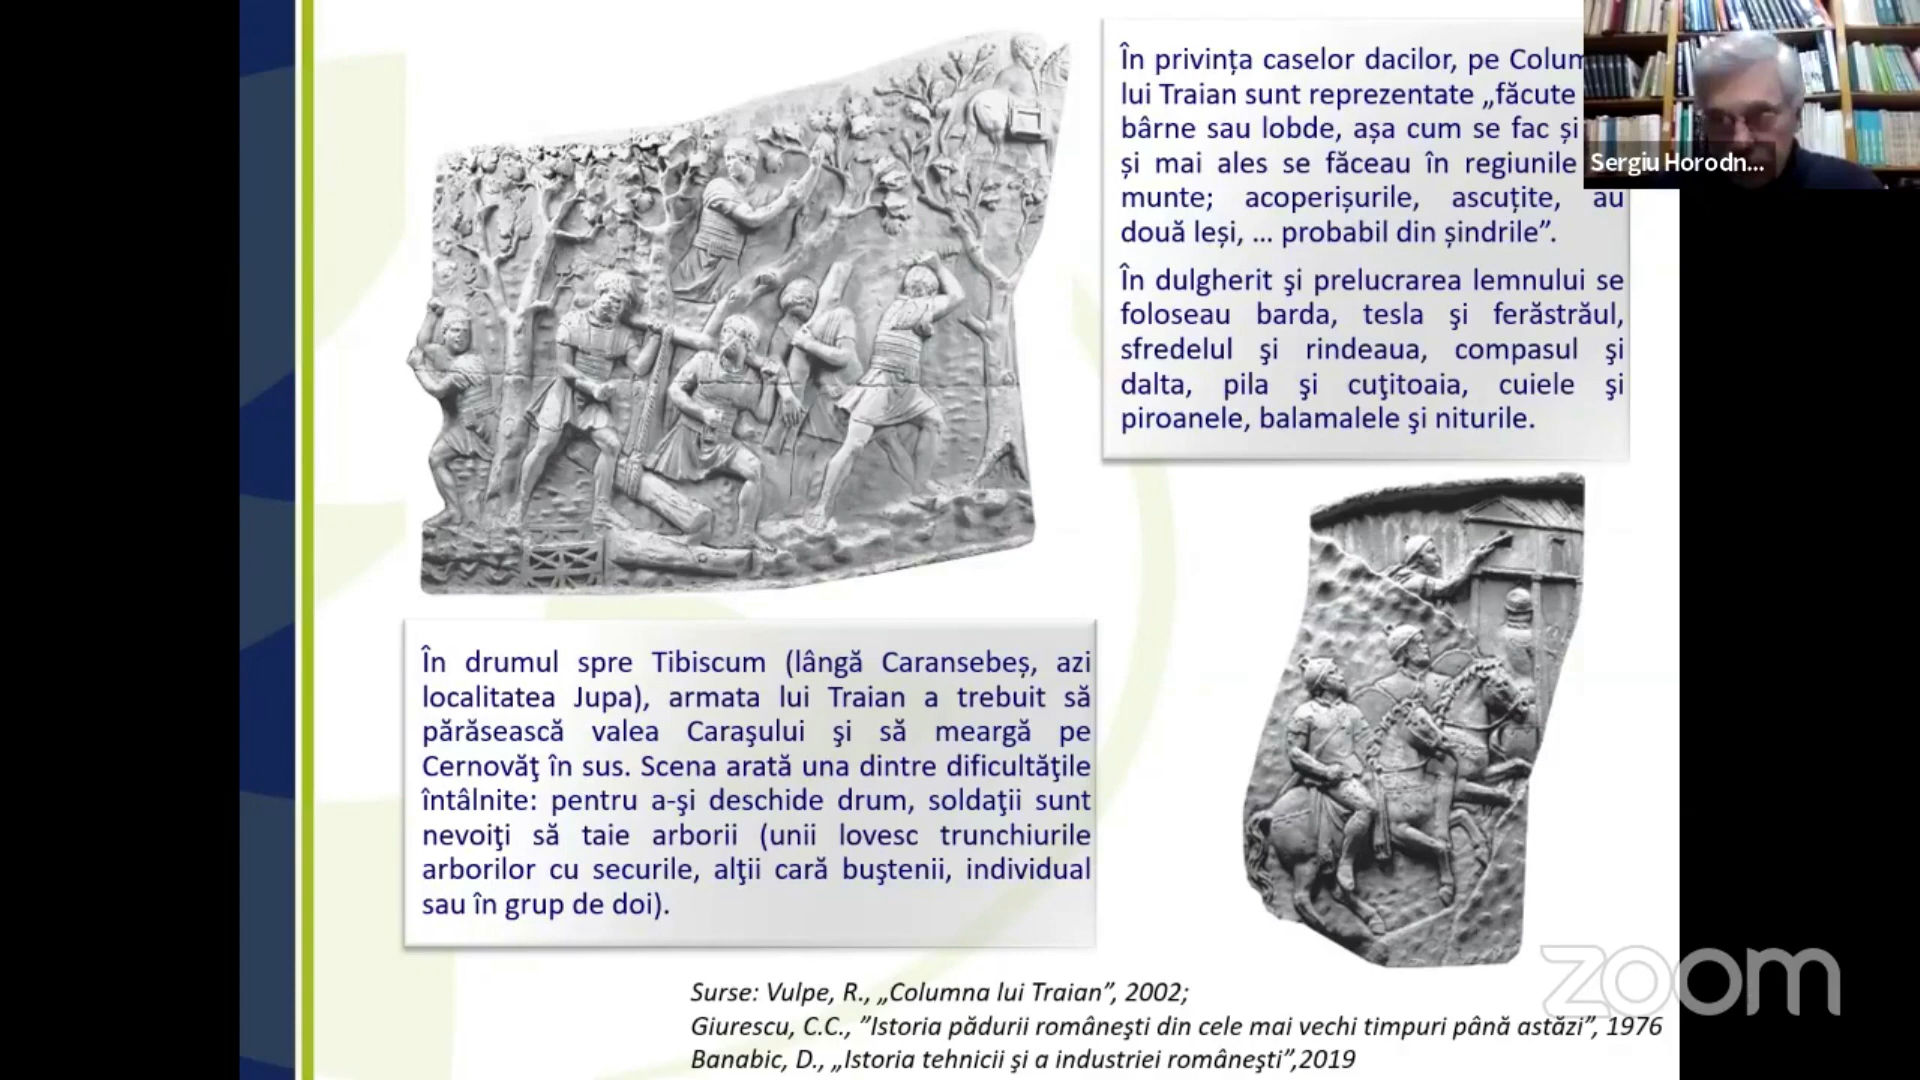 În privința caselor dacilor, pe Colum
lui Traian sunt reprezentate „făcute
bârne sau lobde, așa cum se fac și
și mai ales se făceau în regiunile
munte; acoperișurile, ascuțite, au
două leși, ... probabil din șindrile”.
În dulgherit şi prelucrarea lemnului se
foloseau barda, tesla şi ferăstrăul,
sfredelul şi rindeaua, compasul şi
dalta, pila şi cuţitoaia, cuiele şi
piroanele, balamalele şi niturile.
Sergiu Horodn...
În drumul spre Tibiscum (lângă Caransebeș, azi
localitatea Jupa), armata lui Traian a trebuit să
părăsească valea Caraşului şi să meargă pe
Cernovăţ în sus. Scena arată una dintre dificultăţile
întâlnite: pentru a-şi deschide drum, soldaţii sunt
nevoiţi să taie arborii (unii lovesc trunchiurile
arborilor cu securile, alţii cară buştenii, individual
sau în grup de doi).
Surse: Vulpe, R., „Columna lui Traian”, 2002;
Giurescu, C.C., ”Istoria pădurii româneşti din cele mai vechi timpuri până astăzi”, 1976
Banabic, D., „Istoria tehnicii şi a industriei româneşti”,2019
zoom